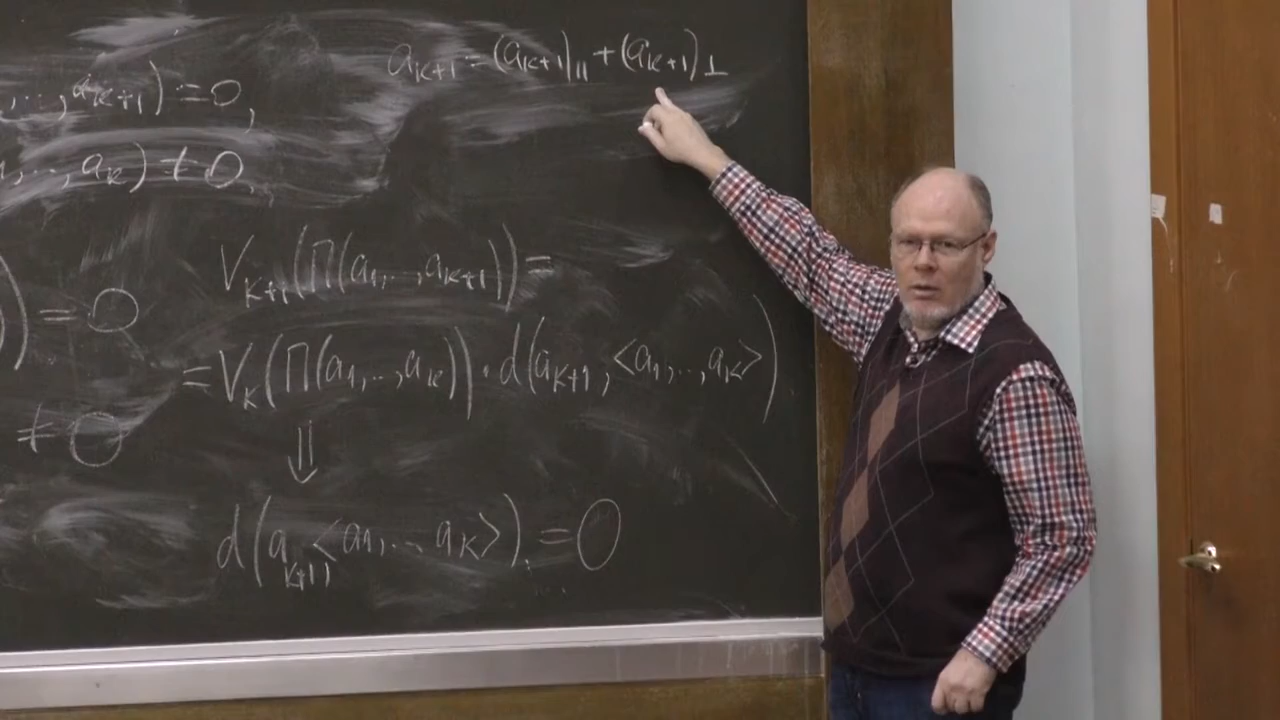 ,..,a_{k+1})=0,
a_{k+1}=(a_{k+1})_{||}+(a_{k+1})_⊥
,..,a_k)≠0,
V_{k+1}(Π(a_1,..,a_{k+1}))=
)=0
=V_k(Π(a_1,..,a_k))·d(a_{k+1},<a_1,..,a_k>)
≠0
⇓
d(a_{k+1},<a_1,..,a_k>)=0